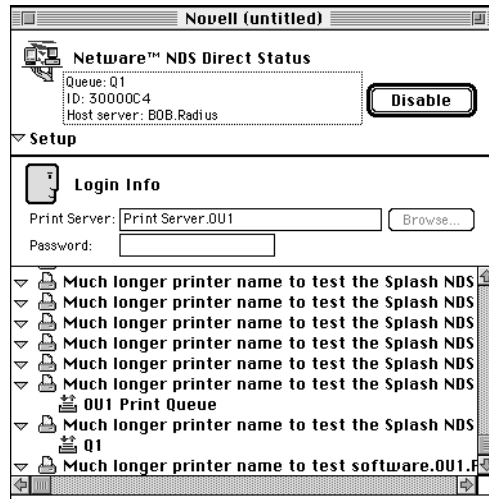 Novell (untitled)
Netware™ NDS Direct Status
Queue: Q1
ID: 30000C4
Host server: BOB.Radius
Disable
Setup
Login Info
Print Server: Print Server.OU1
Browse...
Password:
Much longer printer name to test the Splash NDS
Much longer printer name to test the Splash NDS
Much longer printer name to test the Splash NDS
Much longer printer name to test the Splash NDS
Much longer printer name to test the Splash NDS
Much longer printer name to test the Splash NDS
OU1 Print Queue
Much longer printer name to test the Splash NDS
Q1
Much longer printer name to test software.OU1.